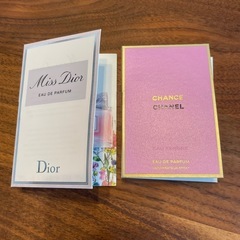 Miss Dior
EAU DE PARFUM
Dior
CHANCE
CHANEL
EAU DE PARFUM